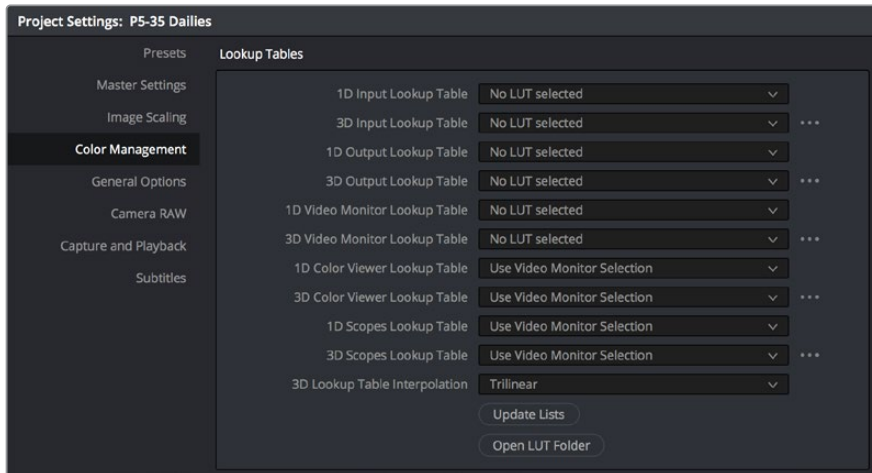 Project Settings: P5-35 Dailies
Presets
Master Settings
Image Scaling
Color Management
General Options
Camera RAW
Capture and Playback
Subtitles
Lookup Tables
1D Input Lookup Table No LUT selected
3D Input Lookup Table No LUT selected
1D Output Lookup Table No LUT selected
3D Output Lookup Table No LUT selected
1D Video Monitor Lookup Table No LUT selected
3D Video Monitor Lookup Table No LUT selected
1D Color Viewer Lookup Table Use Video Monitor Selection
3D Color Viewer Lookup Table Use Video Monitor Selection
1D Scopes Lookup Table Use Video Monitor Selection
3D Scopes Lookup Table Use Video Monitor Selection
3D Lookup Table Interpolation Trilinear
Update Lists
Open LUT Folder